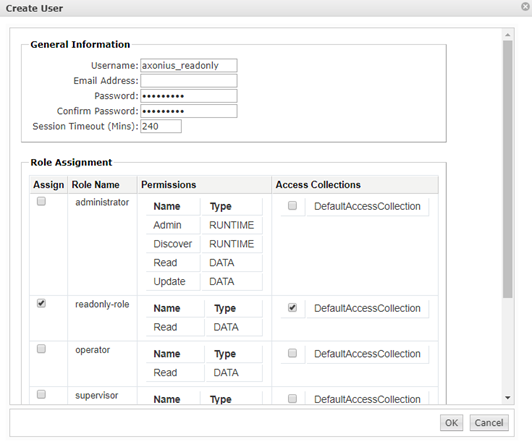 Create User
General Information
Username: axonius_readonly
Email Address:
Password: •••••••••
Confirm Password: •••••••••
Session Timeout (Mins): 240
Role Assignment
Assign Role Name Permissions Access Collections
administrator Name Type DefaultAccessCollection
Admin RUNTIME
Discover RUNTIME
Read DATA
Update DATA
readonly-role Name Type DefaultAccessCollection
Read DATA
operator Name Type DefaultAccessCollection
Read DATA
supervisor Name Type DefaultAccessCollection
OK Cancel